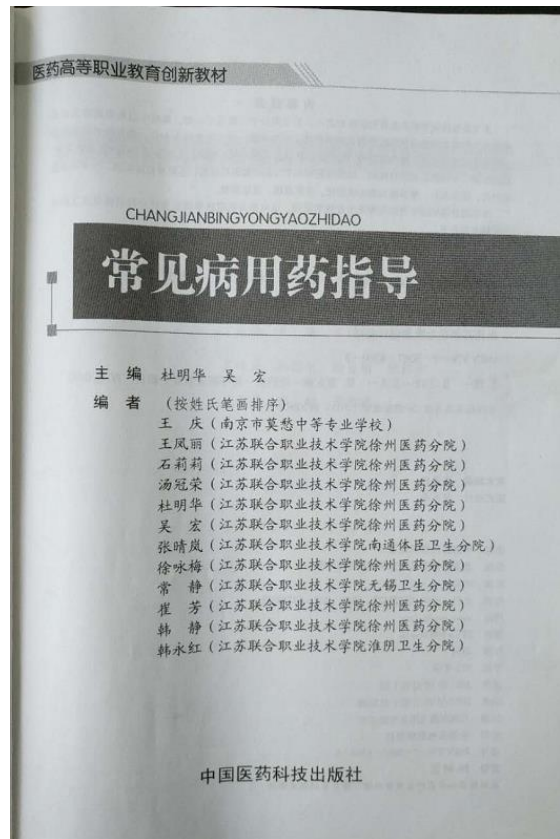 医药高等职业教育创新教材
CHANGJIANBINGYONGYAOZHIDAO
常见病用药指导
主 编 杜明华 吴 宏
编 者 (按姓氏笔画排序)
王 庆(南京市莫愁中等专业学校)
王凤丽(江苏联合职业技术学院徐州医药分院)
石莉莉(江苏联合职业技术学院徐州医药分院)
汤冠荣(江苏联合职业技术学院徐州医药分院)
杜明华(江苏联合职业技术学院徐州医药分院)
吴 宏(江苏联合职业技术学院徐州医药分院)
张晴岚(江苏联合职业技术学院南通体臣卫生分院)
徐咏梅(江苏联合职业技术学院徐州医药分院)
常 静(江苏联合职业技术学院无锡卫生分院)
崔 芳(江苏联合职业技术学院徐州医药分院)
韩 静(江苏联合职业技术学院徐州医药分院)
韩永红(江苏联合职业技术学院淮阴卫生分院)
中国医药科技出版社